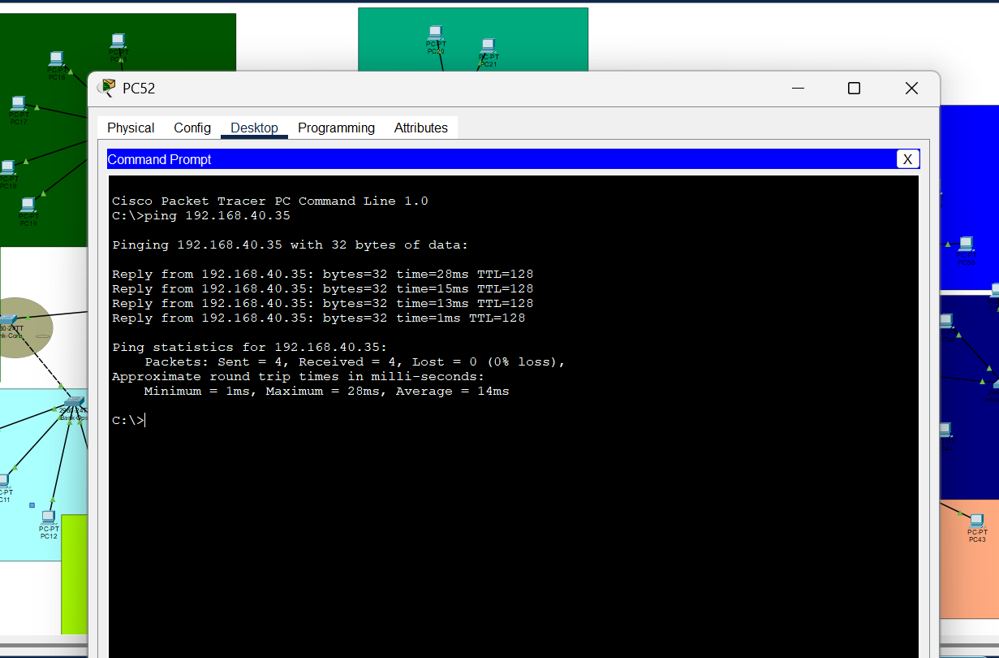 PC-PT
PC20
PC-PT
PC21
PC-PT
PC-PT
PC17
PC-PT
PC-PT
PC52
Physical
Config
Desktop
Programming
Attributes
Command Prompt
X
Cisco Packet Tracer PC Command Line 1.0
C:\>ping 192.168.40.35
Pinging 192.168.40.35 with 32 bytes of data:
Reply from 192.168.40.35: bytes=32 time=28ms TTL=128
Reply from 192.168.40.35: bytes=32 time=15ms TTL=128
Reply from 192.168.40.35: bytes=32 time=13ms TTL=128
Reply from 192.168.40.35: bytes=32 time=1ms TTL=128
Ping statistics for 192.168.40.35:
Packets: Sent = 4, Received = 4, Lost = 0 (0% loss),
Approximate round trip times in milli-seconds:
Minimum = 1ms, Maximum = 28ms, Average = 14ms
C:\>
PC-PT
PC12
PC-PT
PC43